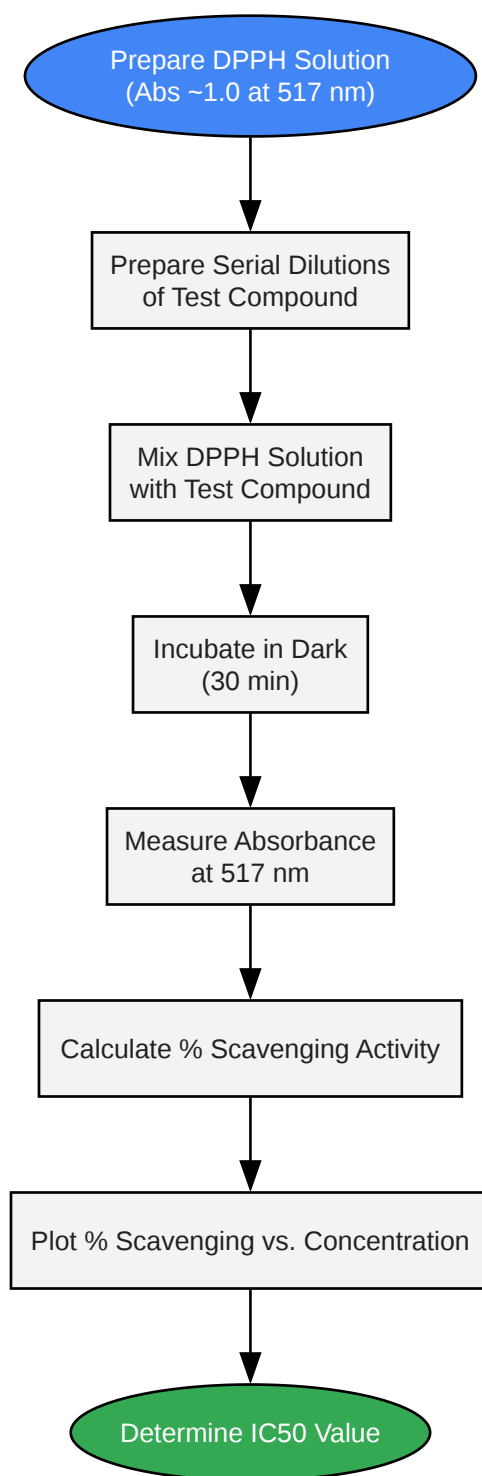 Prepare DPPH Solution
(Abs ~1.0 at 517 nm)
Prepare Serial Dilutions
of Test Compound
Mix DPPH Solution
with Test Compound
Incubate in Dark
(30 min)
Measure Absorbance
at 517 nm
Calculate % Scavenging Activity
Plot % Scavenging vs. Concentration
Determine IC50 Value